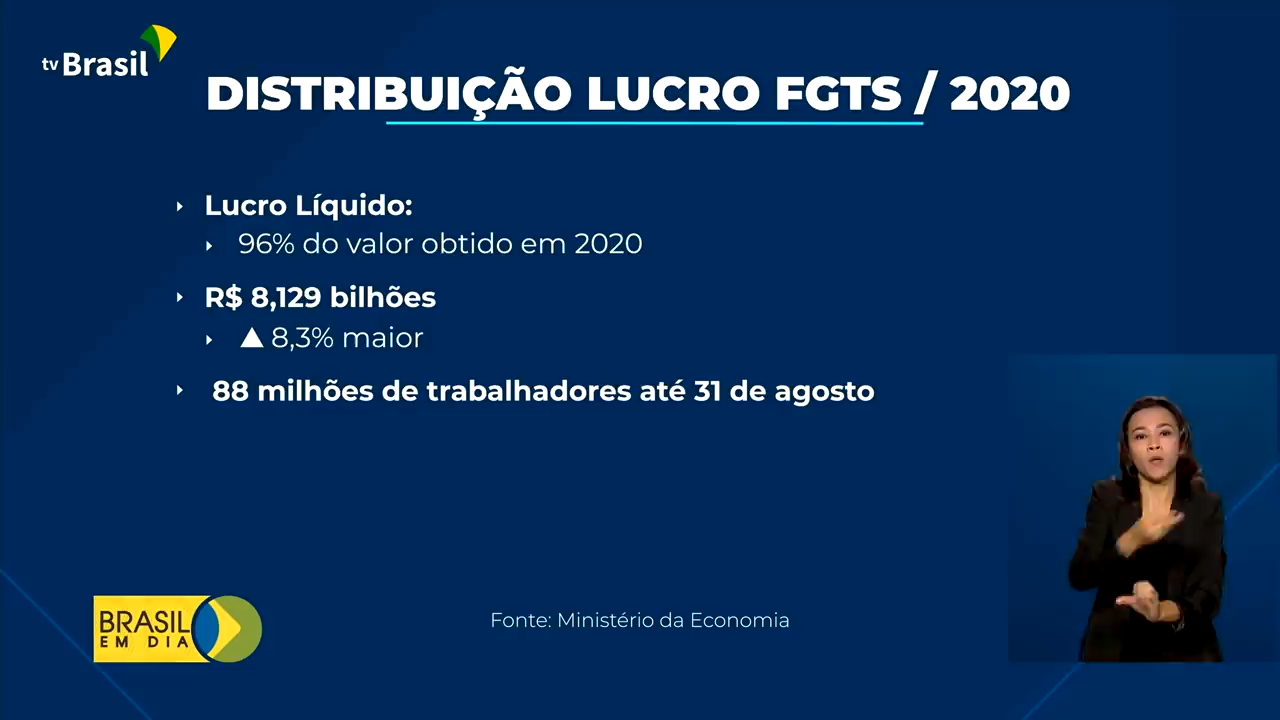 tv Brasil
DISTRIBUIÇÃO LUCRO FGTS / 2020
Lucro Líquido:
96% do valor obtido em 2020
R$ 8,129 bilhões
▲ 8,3% maior
88 milhões de trabalhadores até 31 de agosto
BRASIL
EM DIA
Fonte: Ministério da Economia